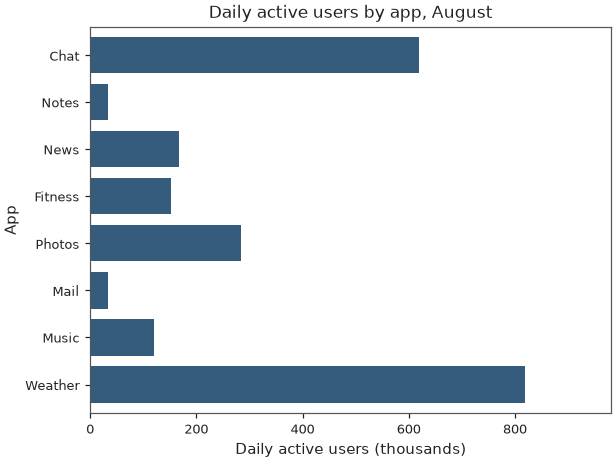 Daily active users by app, August
App
Chat
Notes
News
Fitness
Photos
Mail
Music
Weather
0 200 400 600 800
Daily active users (thousands)